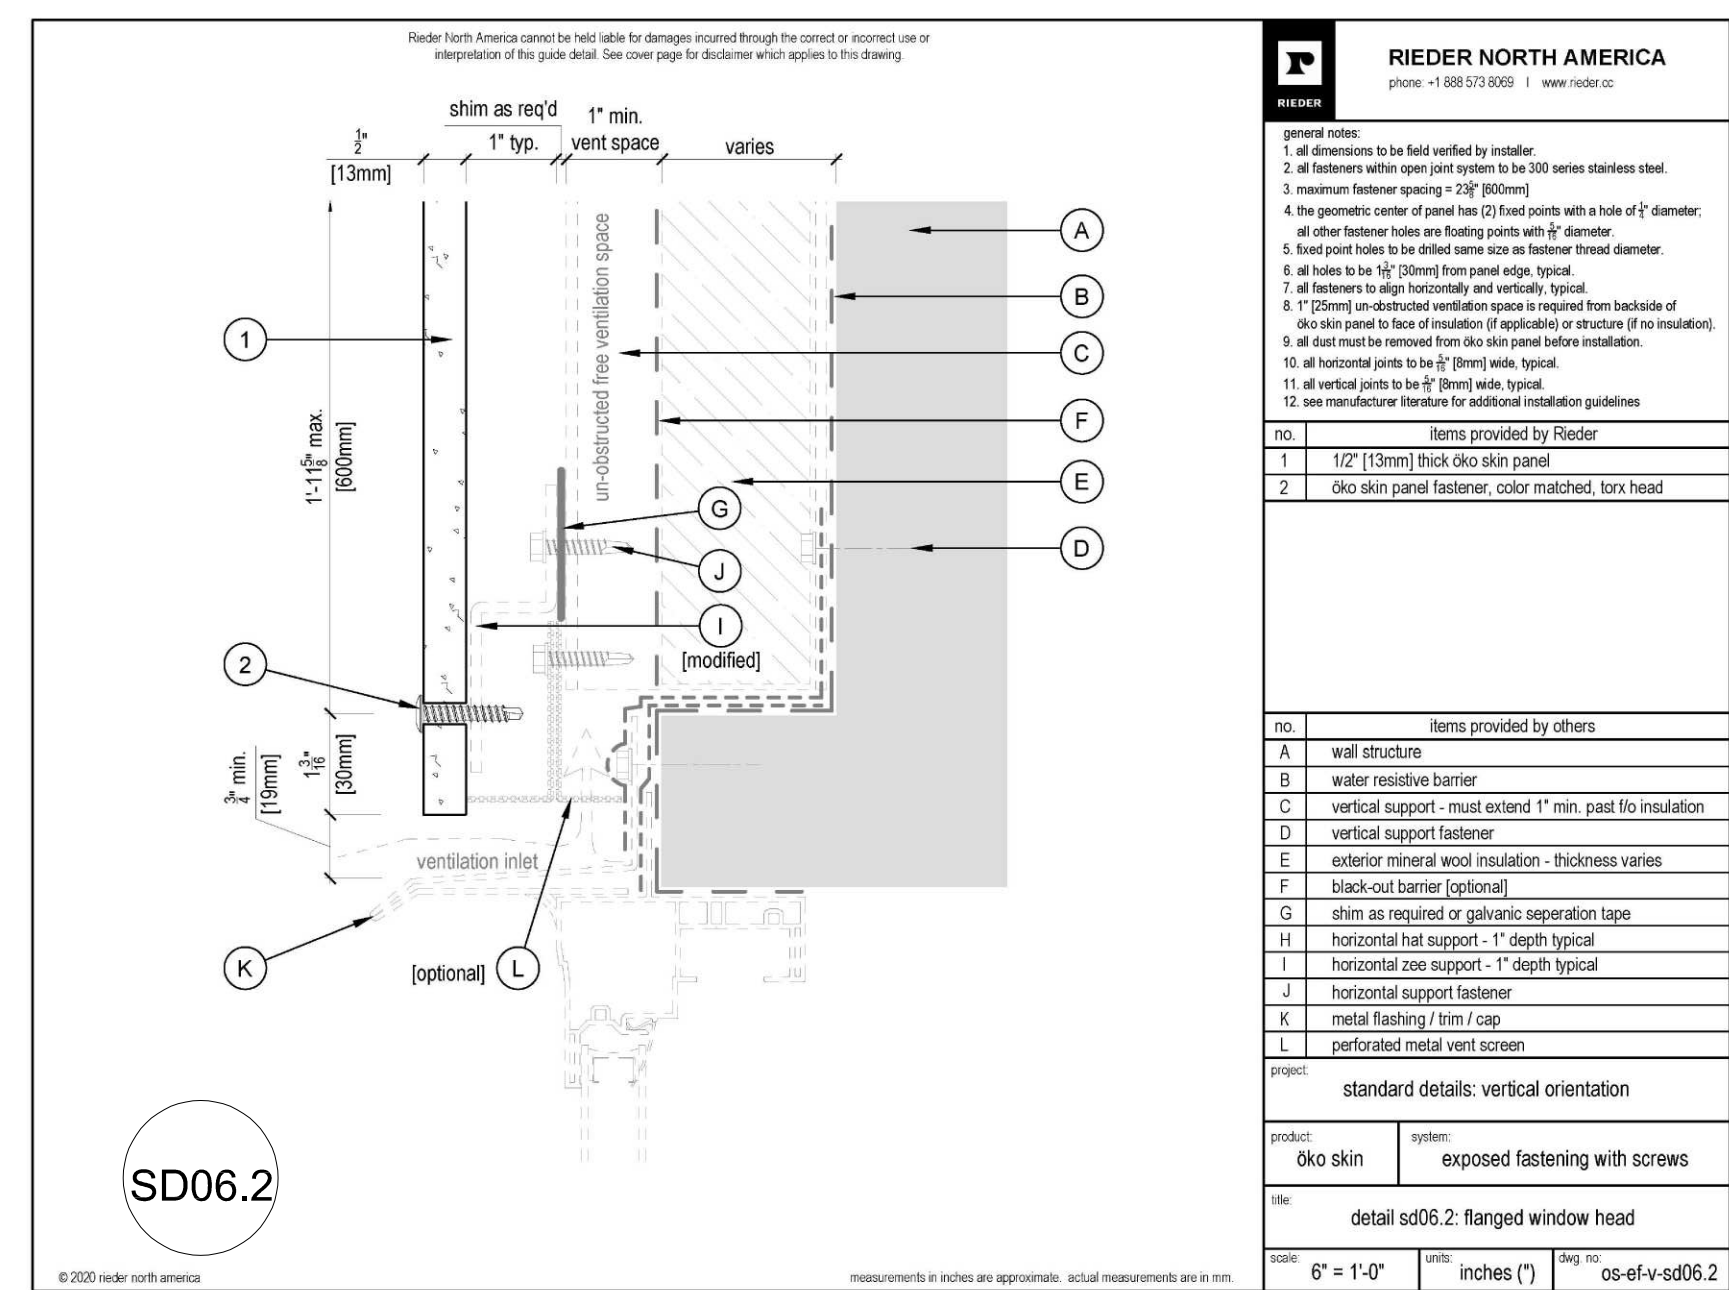 Rieder North America cannot be held liable for damages incurred through the correct or incorrect use or
interpretation of this guide detail. See cover page for disclaimer which applies to this drawing.
shim as req'd
1" min.
1/2"
1" typ.
vent space
varies
[13mm]
un-obstructed free ventilation space
A
B
C
F
E
D
G
J
I
[modified]
1
2
1'-11 5/8" max.
[600mm]
1 3/16"
[30mm]
3/4" min.
[19mm]
ventilation inlet
K
[optional]
L
SD06.2
© 2020 rieder north america
measurements in inches are approximate. actual measurements are in mm.
r
RIEDER
RIEDER NORTH AMERICA
phone: +1 888 573 8069 | www.rieder.cc
general notes:
1. all dimensions to be field verified by installer.
2. all fasteners within open joint system to be 300 series stainless steel.
3. maximum fastener spacing = 23 5/8" [600mm]
4. the geometric center of panel has (2) fixed points with a hole of 1/4" diameter;
all other fastener holes are floating points with 5/16" diameter.
5. fixed point holes to be drilled same size as fastener thread diameter.
6. all holes to be 1 3/16" [30mm] from panel edge, typical.
7. all fasteners to align horizontally and vertically, typical.
8. 1" [25mm] un-obstructed ventilation space is required from backside of
öko skin panel to face of insulation (if applicable) or structure (if no insulation).
9. all dust must be removed from öko skin panel before installation.
10. all horizontal joints to be 5/16" [8mm] wide, typical.
11. all vertical joints to be 5/16" [8mm] wide, typical.
12. see manufacturer literature for additional installation guidelines
no. items provided by Rieder
1 1/2" [13mm] thick öko skin panel
2 öko skin panel fastener, color matched, torx head
no. items provided by others
A wall structure
B water resistive barrier
C vertical support - must extend 1" min. past f/o insulation
D vertical support fastener
E exterior mineral wool insulation - thickness varies
F black-out barrier [optional]
G shim as required or galvanic seperation tape
H horizontal hat support - 1" depth typical
I horizontal zee support - 1" depth typical
J horizontal support fastener
K metal flashing / trim / cap
L perforated metal vent screen
project:
standard details: vertical orientation
product: system:
öko skin exposed fastening with screws
title:
detail sd06.2: flanged window head
scale: units: dwg. no:
6" = 1'-0" inches (") os-ef-v-sd06.2